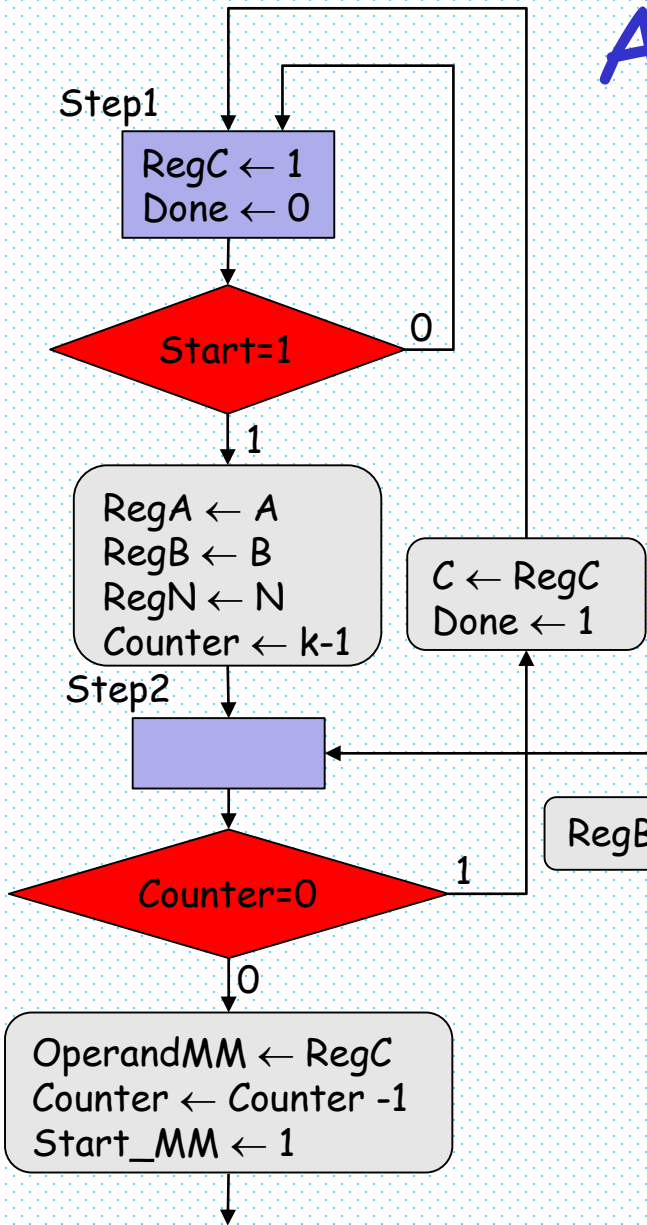 A
Step1
RegC ← 1
Done ← 0
Start=1
0
1
RegA ← A
RegB ← B
RegN ← N
Counter ← k-1
C ← RegC
Done ← 1
Step2
RegB
Counter=0
1
0
OperandMM ← RegC
Counter ← Counter -1
Start_MM ← 1